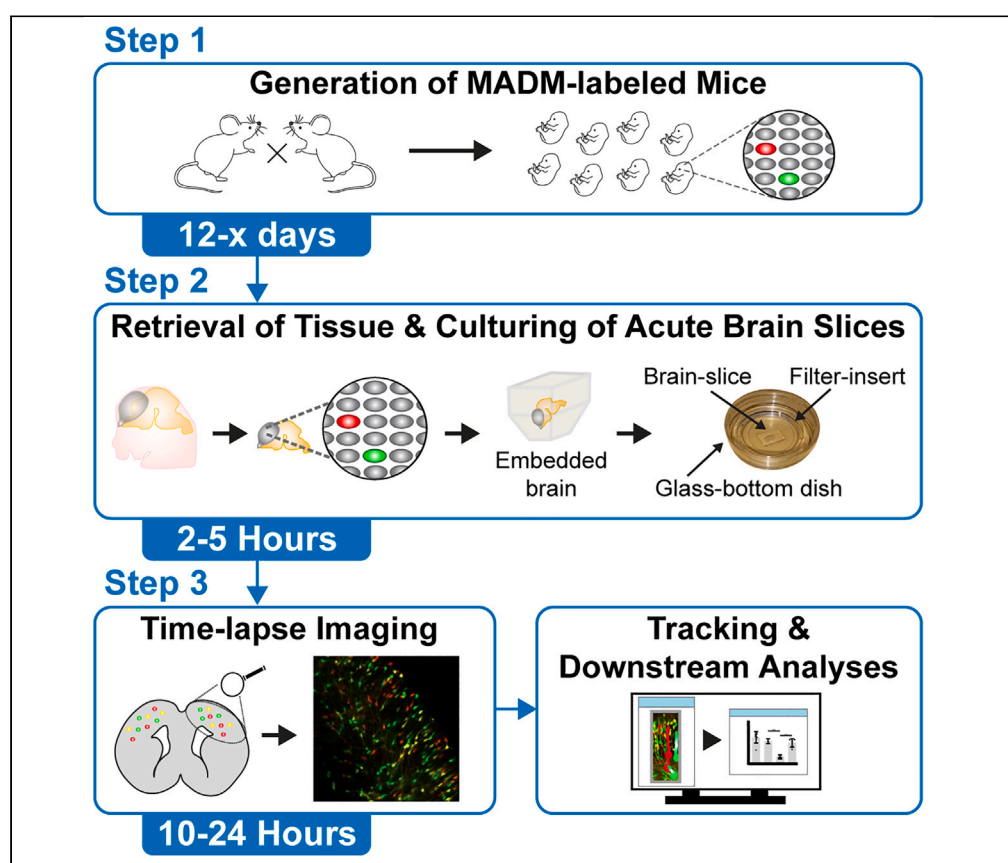 Step 1
Generation of MADM-labeled Mice
12-x days
Step 2
Retrieval of Tissue & Culturing of Acute Brain Slices
Brain-slice
Filter-insert
Embedded
brain
Glass-bottom dish
2-5 Hours
Step 3
Time-lapse Imaging
10-24 Hours
Tracking &
Downstream Analyses